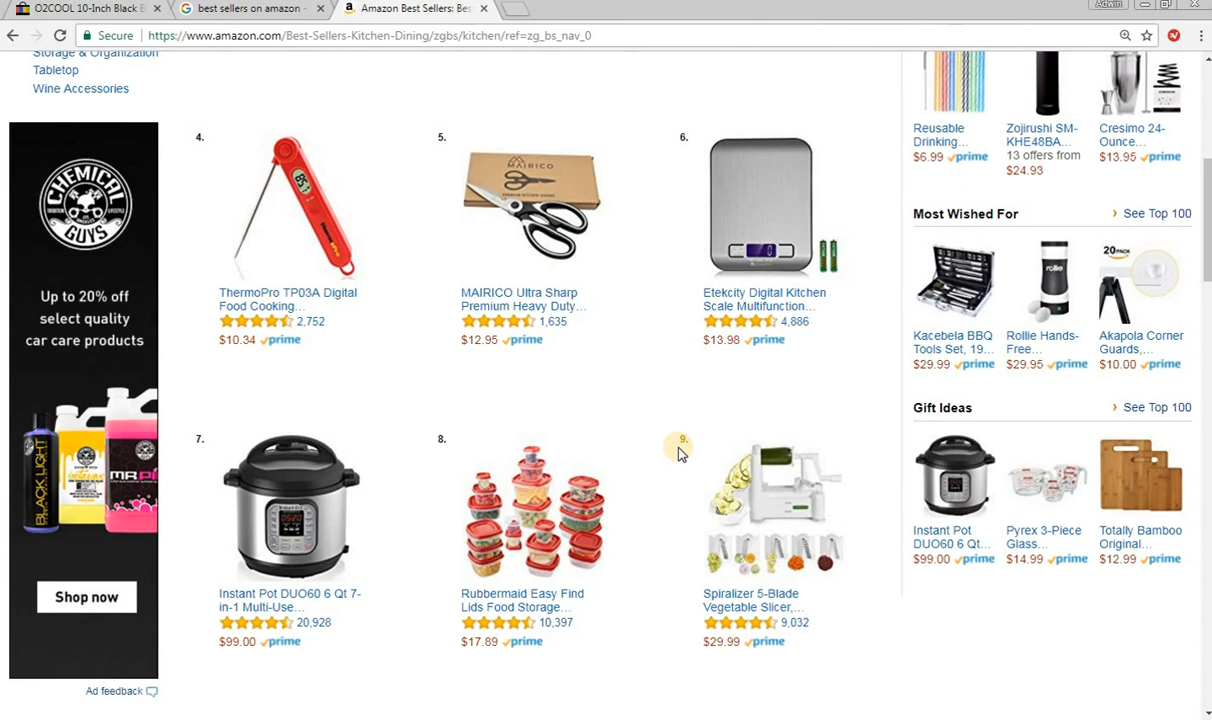 O2COOL 10-Inch Black B
best sellers on amazon -
Amazon Best Sellers: Bes
Admin
Secure
https://www.amazon.com/Best-Sellers-Kitchen-Dining/zgbs/kitchen/ref=zg_bs_nav_0
Storage & Organization
Tabletop
Wine Accessories
CHEMICAL
GUYS
Up to 20% off
select quality
car care products
BLACK LIGHT
MR PI
Shop now
Ad feedback
4.
ThermoPro TP03A Digital
Food Cooking...
2,752
$10.34 prime
5.
MAIRICO
MAIRICO Ultra Sharp
Premium Heavy Duty...
1,635
$12.95 prime
6.
Etekcity Digital Kitchen
Scale Multifunction...
4,886
$13.98 prime
7.
Instant Pot DUO60 6 Qt 7-
in-1 Multi-Use...
20,928
$99.00 prime
8.
Rubbermaid Easy Find
Lids Food Storage...
10,397
$17.89 prime
9.
Spiralizer 5-Blade
Vegetable Slicer,...
9,032
$29.99 prime
Reusable
Drinking...
$6.99 prime
Zojirushi SM-
KHE48BA...
13 offers from
$24.93
Cresimo 24-
Ounce...
$13.95 prime
Most Wished For
See Top 100
rollie
20 PACK
Kacebela BBQ
Tools Set, 19...
$29.99 prime
Rollie Hands-
Free...
$29.95 prime
Akapola Corner
Guards,...
$10.00 prime
Gift Ideas
See Top 100
Instant Pot
DUO60 6 Qt...
$99.00 prime
Pyrex 3-Piece
Glass...
$14.99 prime
Totally Bamboo
Original...
$12.99 prime